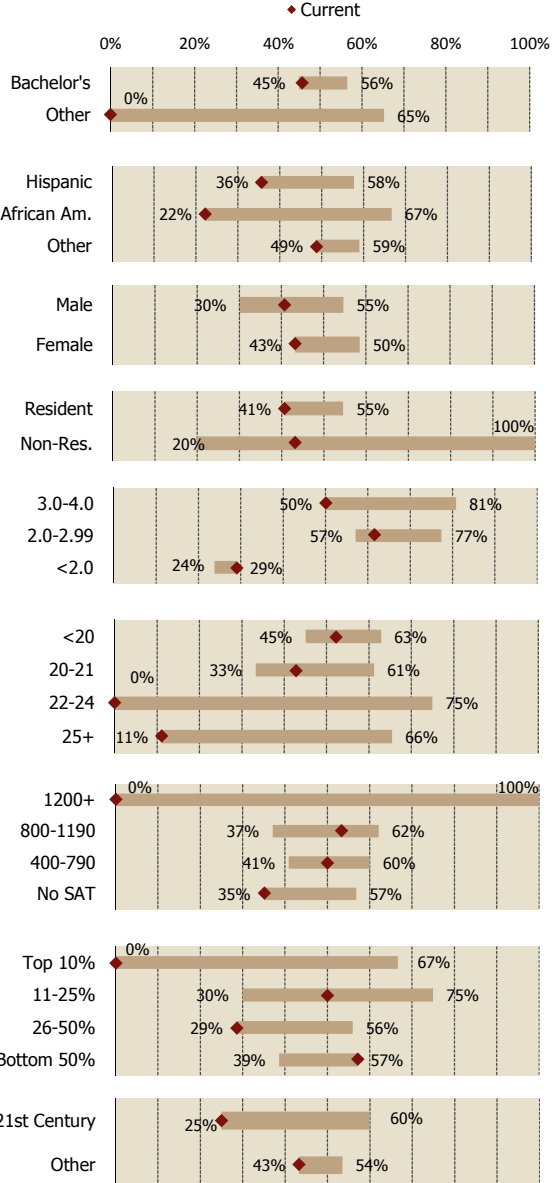 Current
0% 20% 40% 60% 80% 100%
Bachelor's 45% 56%
0%
Other 65%
Hispanic 36% 58%
African Am. 22% 67%
Other 49% 59%
Male 30% 55%
Female 43% 50%
Resident 41% 55%
100%
Non-Res. 20%
3.0-4.0 50% 81%
2.0-2.99 57% 77%
<2.0 24% 29%
<20 45% 63%
20-21 33% 61%
0%
22-24 75%
25+ 11% 66%
0% 100%
1200+
800-1190 37% 62%
400-790 41% 60%
No SAT 35% 57%
0%
Top 10% 67%
11-25% 30% 75%
26-50% 29% 56%
Bottom 50% 39% 57%
21st Century 25% 60%
Other 43% 54%